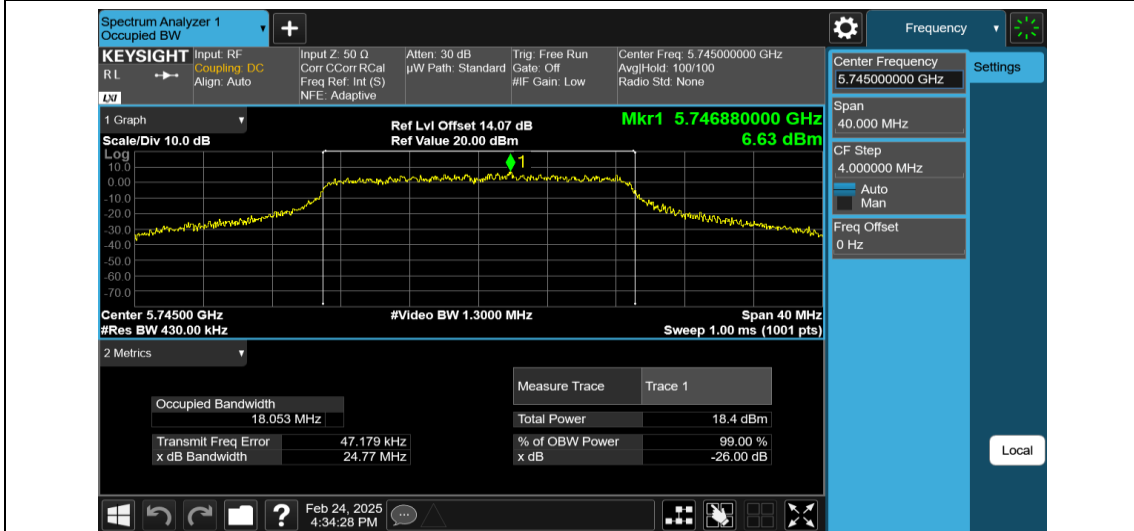 Spectrum Analyzer 1
Occupied BW
Frequency
KEYSIGHT
RL
LXI
Input: RF
Coupling: DC
Align: Auto
Input Z: 50 Ω
Corr CCorr RCal
Freq Ref: Int (S)
NFE: Adaptive
Atten: 30 dB
µW Path: Standard
Trig: Free Run
Gate: Off
#IF Gain: Low
Center Freq: 5.745000000 GHz
Avg|Hold: 100/100
Radio Std: None
Center Frequency
5.745000000 GHz
Settings
Span
40.000 MHz
CF Step
4.000000 MHz
Auto
Man
Freq Offset
0 Hz
1 Graph
Scale/Div 10.0 dB
Ref Lvl Offset 14.07 dB
Ref Value 20.00 dBm
Mkr1 5.746880000 GHz
6.63 dBm
Log
10.0
0.00
-10.0
-20.0
-30.0
-40.0
-50.0
-60.0
-70.0
1
Center 5.74500 GHz
#Res BW 430.00 kHz
#Video BW 1.3000 MHz
Span 40 MHz
Sweep 1.00 ms (1001 pts)
2 Metrics
Measure Trace Trace 1
Occupied Bandwidth
18.053 MHz
Total Power 18.4 dBm
Transmit Freq Error 47.179 kHz
% of OBW Power 99.00 %
x dB Bandwidth 24.77 MHz
x dB -26.00 dB
Local
Feb 24, 2025
4:34:28 PM